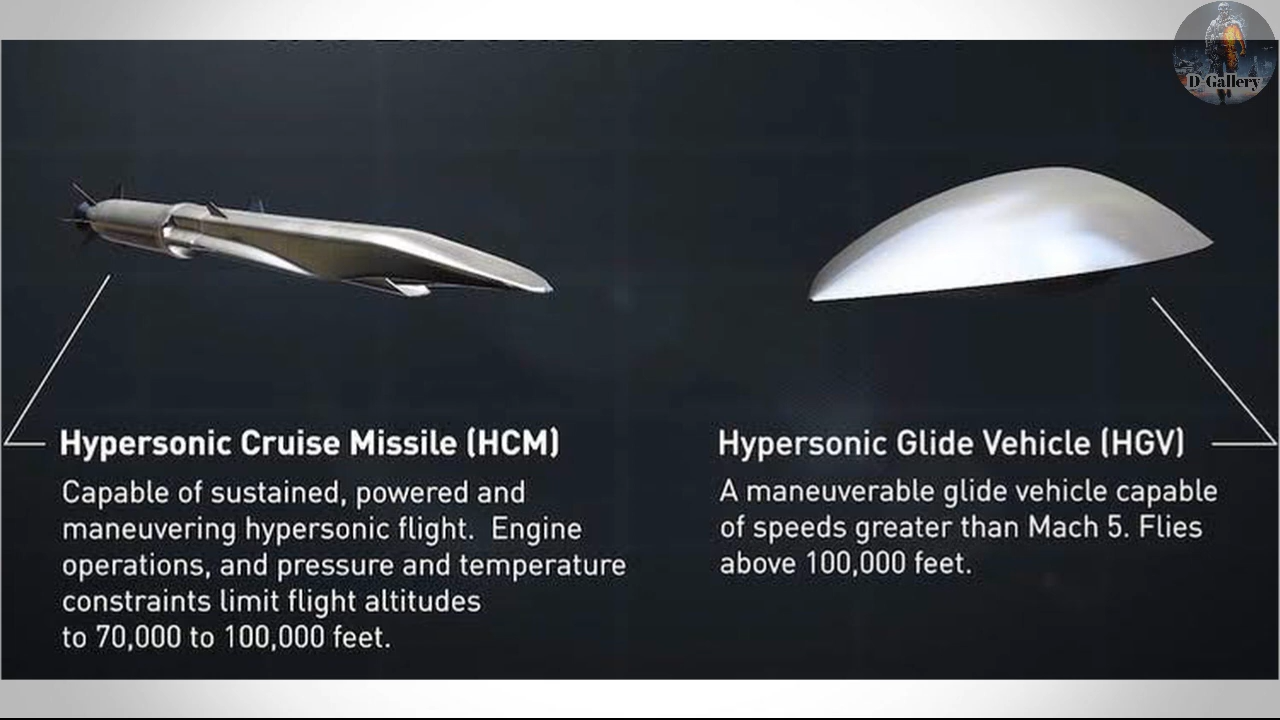 D-Gallery
Hypersonic Cruise Missile (HCM)
Capable of sustained, powered and
maneuvering hypersonic flight. Engine
operations, and pressure and temperature
constraints limit flight altitudes
to 70,000 to 100,000 feet.
Hypersonic Glide Vehicle (HGV)
A maneuverable glide vehicle capable
of speeds greater than Mach 5. Flies
above 100,000 feet.